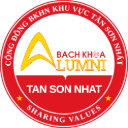 CỘNG ĐỒNG BKHN KHU VỰC TÂN SƠN NHẤT
BACH KHOA
ALUMNI
TAN SON NHAT
SHARING VALUES